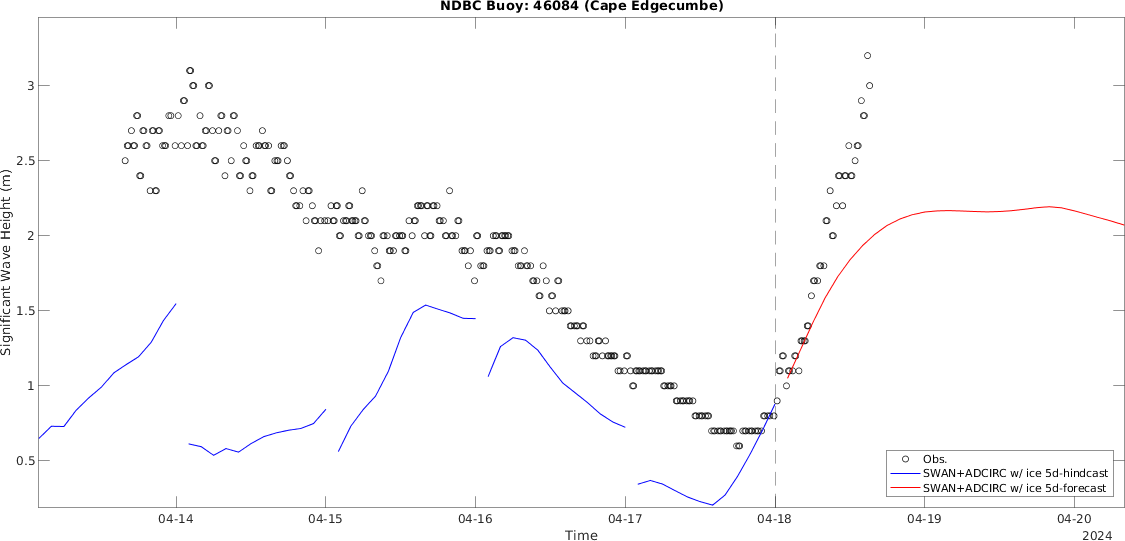 NDBC Buoy: 46084 (Cape Edgecumbe)
Significant Wave Height (m)
3
2.5
2
1.5
1
0.5
Obs.
SWAN+ADCIRC w/ ice 5d-hindcast
SWAN+ADCIRC w/ ice 5d-forecast
04-14 04-15 04-16 04-17 04-18 04-19 04-20
Time
2024